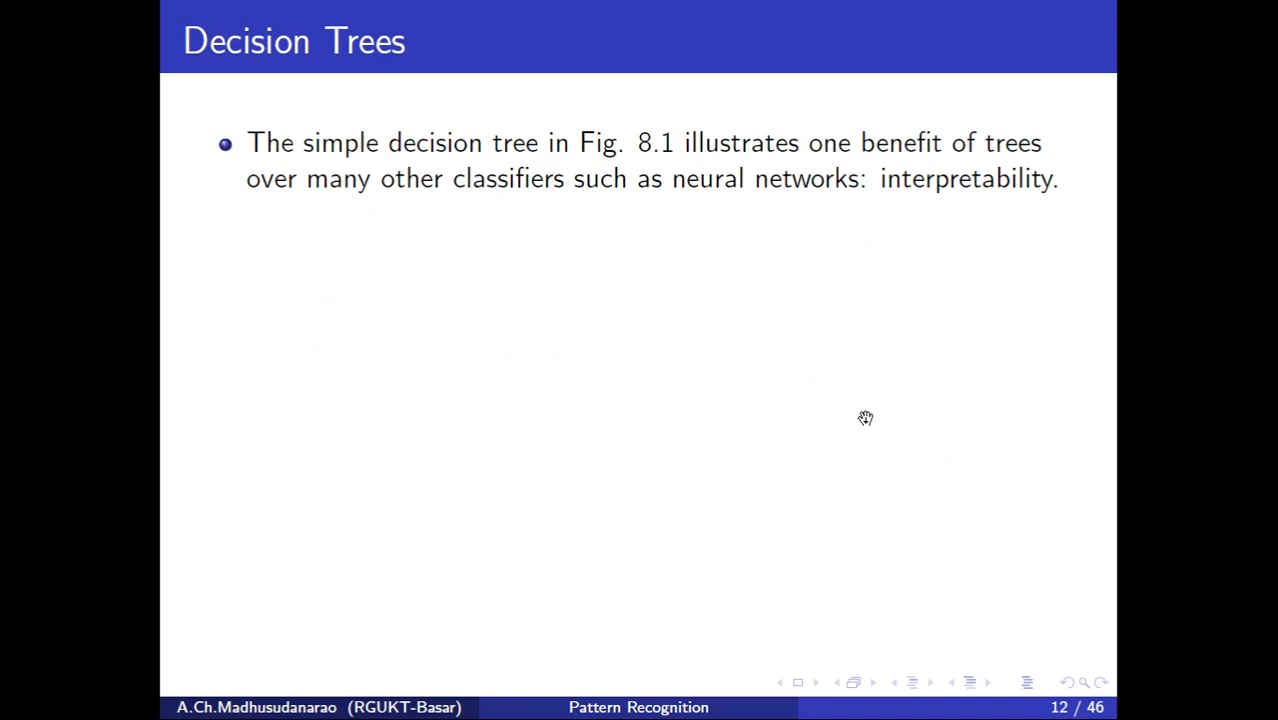 Decision Trees
The simple decision tree in Fig. 8.1 illustrates one benefit of trees
over many other classifiers such as neural networks: interpretability.
A.Ch.Madhusudanarao (RGUKT-Basar) Pattern Recognition 12 / 46